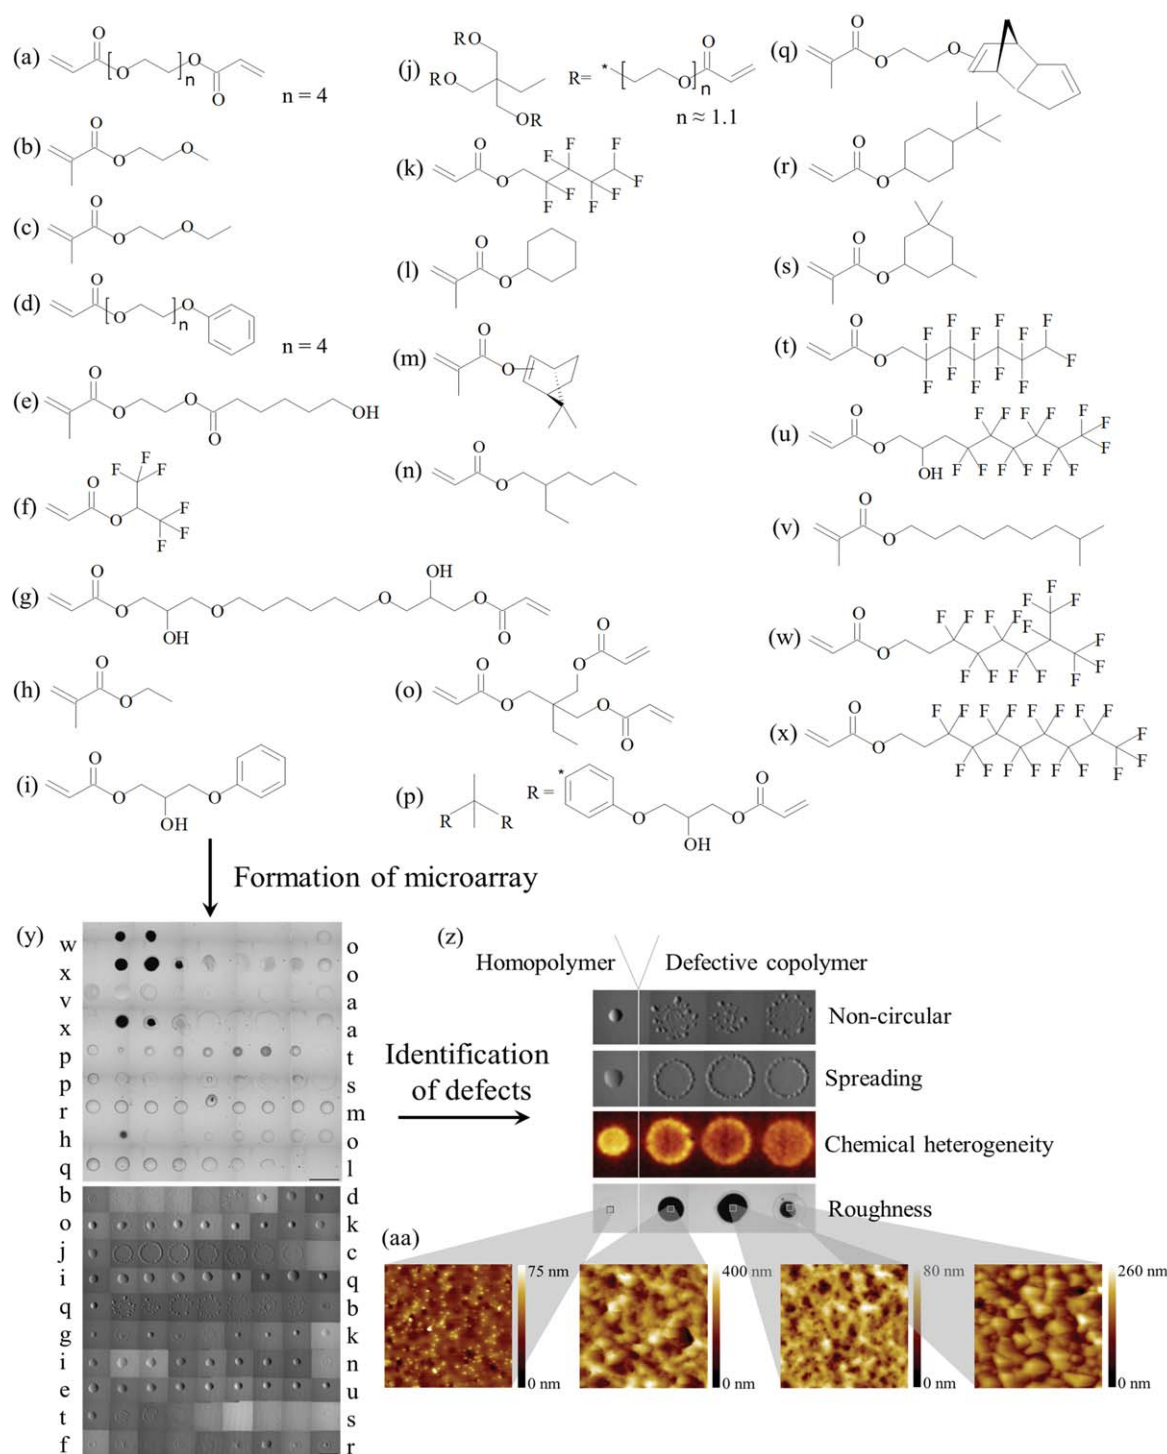 (a) O O O O
n
n = 4
(b) O O O
(c) O O O
(d) O O O
n
n = 4
(e) O O O O OH
(f) O O F F F F F F
(g) O O OH O O OH O O
(h) O O
(i) O O OH O
(j) RO RO OR
R= * O O
n
n ≈ 1.1
(k) O O F F F F F F F F
(l) O O
(m) O O
(n) O O
(o) O O O O O O
(p) R R
R = * O OH O O
(q) O O O
(r) O O
(s) O O
(t) O O F F F F F F F F F F F F
(u) O O OH F F F F F F F F F F F F F F F
(v) O O
(w) O O F F F F F F F F F F F F F F F
(x) O O F F F F F F F F F F F F F F F F F
Formation of microarray
(y)
w o
x o
v a
x a
p t
p s
r m
h o
q l
b d
o k
j c
i q
q b
g k
i n
e u
t s
f r
Identification
of defects
(z)
Homopolymer Defective copolymer
Non-circular
Spreading
Chemical heterogeneity
Roughness
(aa)
75 nm 400 nm 80 nm 260 nm
0 nm 0 nm 0 nm 0 nm